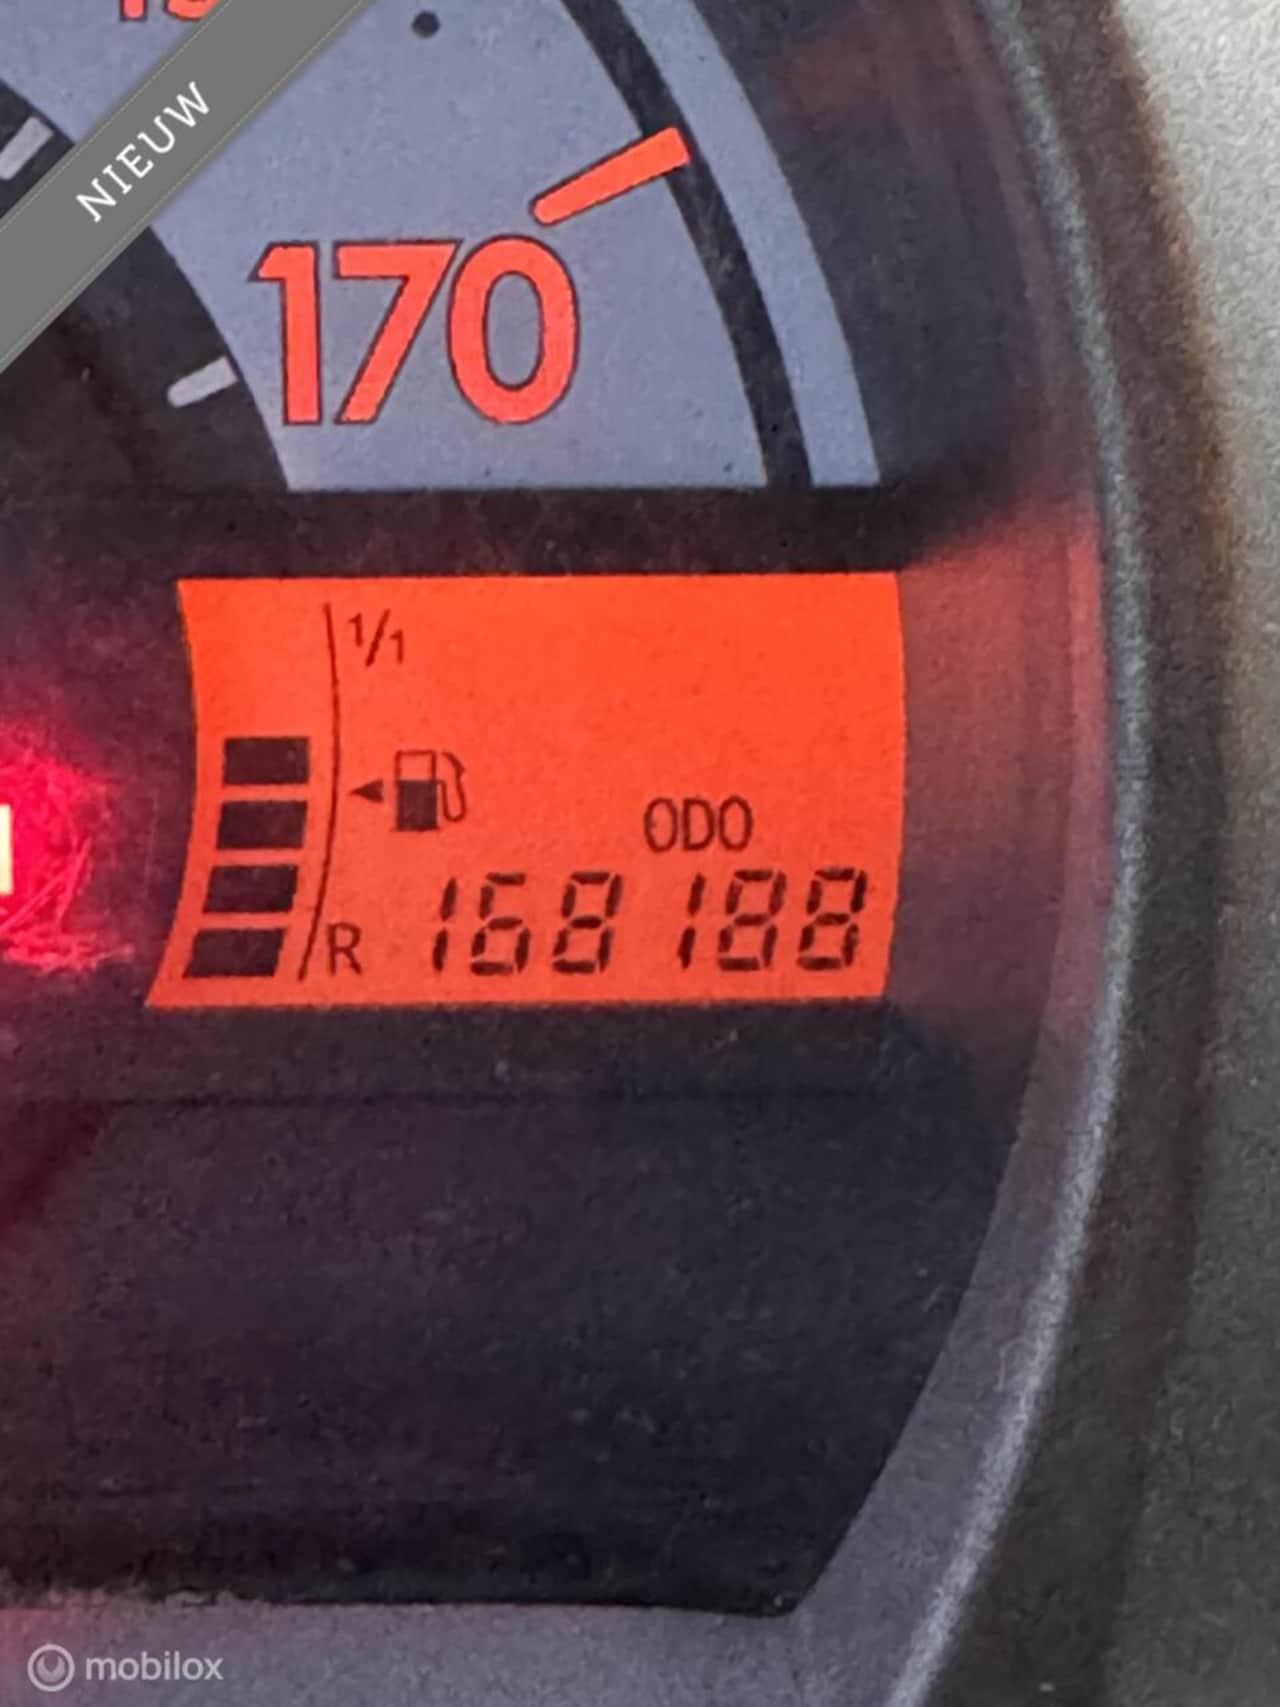 NIEUW
170
1/1
ODO
R 168188
mobilox